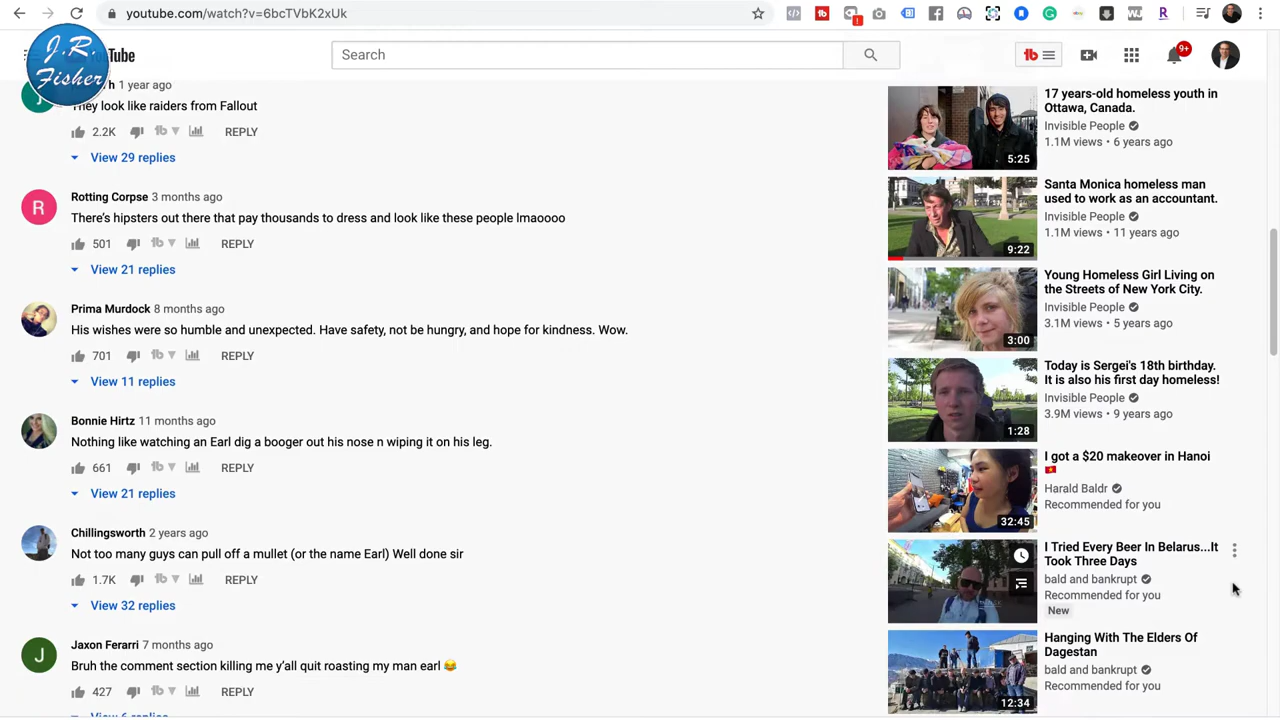 youtube.com/watch?v=6bcTVbK2xUk
J.R.
Fisher
Tube
Search
9+
h 1 year ago
They look like raiders from Fallout
2.2K REPLY
View 29 replies
R
Rotting Corpse 3 months ago
There's hipsters out there that pay thousands to dress and look like these people lmaoooo
501 REPLY
View 21 replies
Prima Murdock 8 months ago
His wishes were so humble and unexpected. Have safety, not be hungry, and hope for kindness. Wow.
701 REPLY
View 11 replies
Bonnie Hirtz 11 months ago
Nothing like watching an Earl dig a booger out his nose n wiping it on his leg.
661 REPLY
View 21 replies
Chillingsworth 2 years ago
Not too many guys can pull off a mullet (or the name Earl) Well done sir
1.7K REPLY
View 32 replies
J
Jaxon Ferarri 7 months ago
Bruh the comment section killing me y'all quit roasting my man earl 😂
427 REPLY
View 6 replies
17 years-old homeless youth in
Ottawa, Canada.
Invisible People
1.1M views • 6 years ago
5:25
Santa Monica homeless man
used to work as an accountant.
Invisible People
1.1M views • 11 years ago
9:22
Young Homeless Girl Living on
the Streets of New York City.
Invisible People
3.1M views • 5 years ago
3:00
Today is Sergei's 18th birthday.
It is also his first day homeless!
Invisible People
3.9M views • 9 years ago
1:28
I got a $20 makeover in Hanoi
🇻🇳
Harald Baldr
Recommended for you
32:45
I Tried Every Beer In Belarus...It
Took Three Days
bald and bankrupt
Recommended for you
New
Hanging With The Elders Of
Dagestan
bald and bankrupt
Recommended for you
12:34